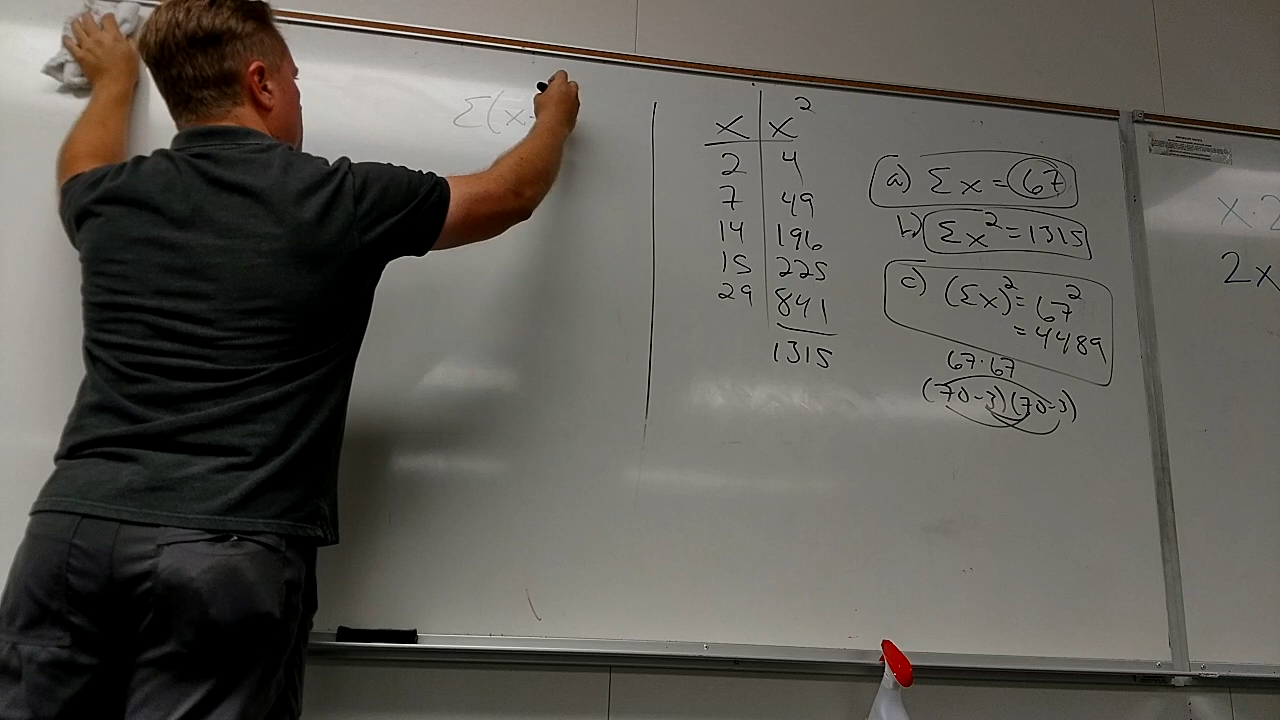 Σ(x-
x x²
2 4
7 49
14 196
15 225
29 841
1315
a) Σx = 67
b) Σx² = 1315
c) (Σx)² = 67²
= 4489
67·67
(70-3)(70-3)
x·2
2x